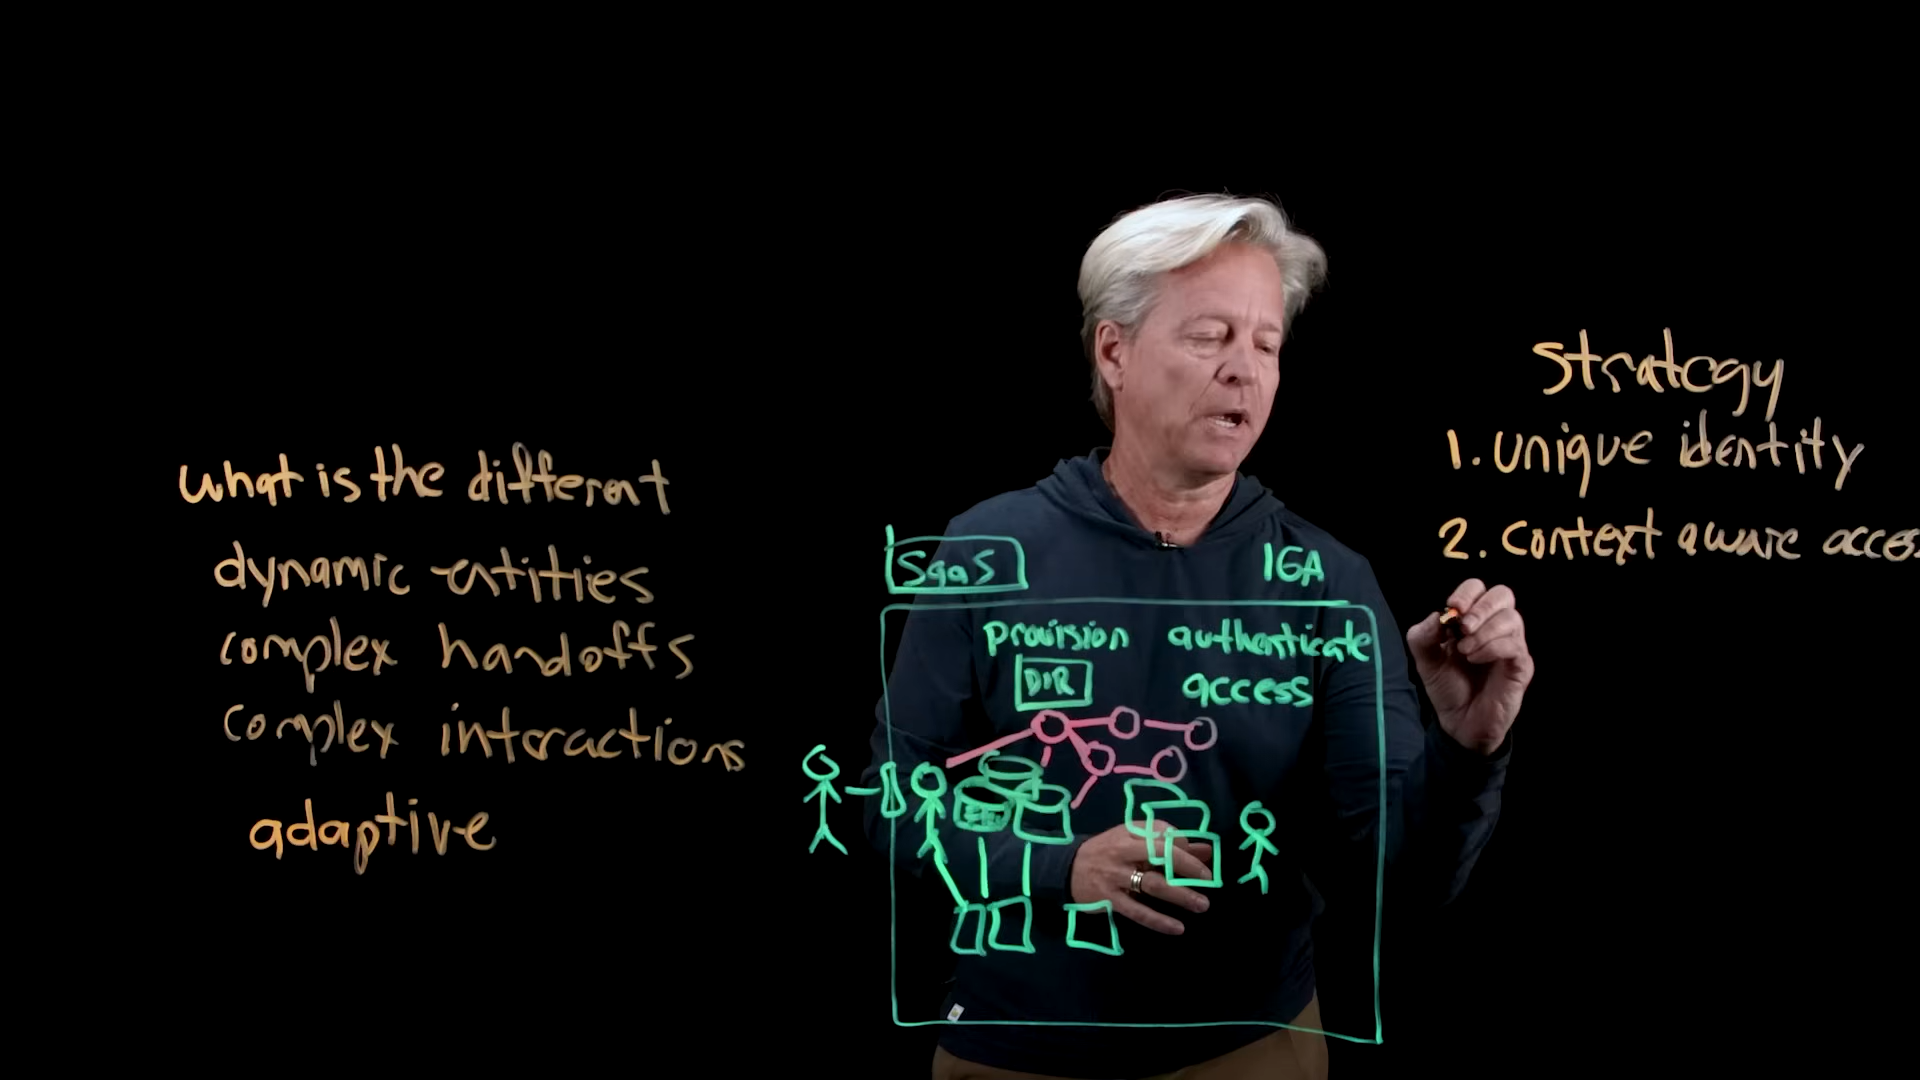 what is the different
dynamic entities
complex handoffs
complex interactions
adaptive
SaaS
IGA
provision authenticate
DIR access
strategy
1. unique identity
2. context aware acces